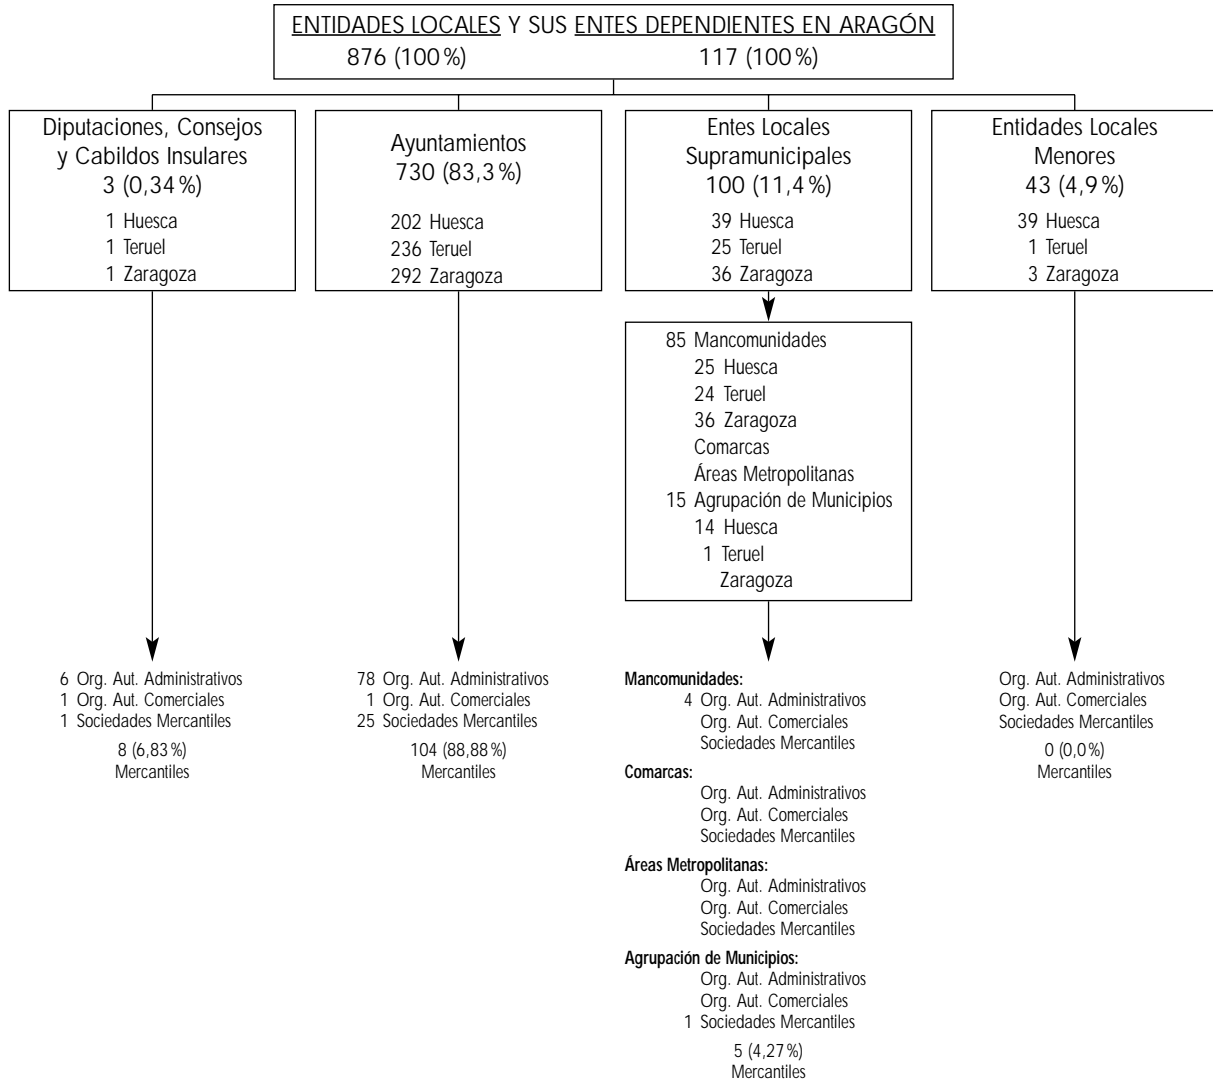 ENTIDADES LOCALES Y SUS ENTES DEPENDIENTES EN ARAGÓN
876 (100%) 117 (100%)
Diputaciones, Consejos
y Cabildos Insulares
3 (0,34%)
1 Huesca
1 Teruel
1 Zaragoza
Ayuntamientos
730 (83,3%)
202 Huesca
236 Teruel
292 Zaragoza
Entes Locales
Supramunicipales
100 (11,4%)
39 Huesca
25 Teruel
36 Zaragoza
Entidades Locales
Menores
43 (4,9%)
39 Huesca
1 Teruel
3 Zaragoza
85 Mancomunidades
25 Huesca
24 Teruel
36 Zaragoza
Comarcas
Áreas Metropolitanas
15 Agrupación de Municipios
14 Huesca
1 Teruel
Zaragoza
6 Org. Aut. Administrativos
1 Org. Aut. Comerciales
1 Sociedades Mercantiles
8 (6,83%)
Mercantiles
78 Org. Aut. Administrativos
1 Org. Aut. Comerciales
25 Sociedades Mercantiles
104 (88,88%)
Mercantiles
Mancomunidades:
4 Org. Aut. Administrativos
Org. Aut. Comerciales
Sociedades Mercantiles
Comarcas:
Org. Aut. Administrativos
Org. Aut. Comerciales
Sociedades Mercantiles
Áreas Metropolitanas:
Org. Aut. Administrativos
Org. Aut. Comerciales
Sociedades Mercantiles
Agrupación de Municipios:
Org. Aut. Administrativos
Org. Aut. Comerciales
1 Sociedades Mercantiles
5 (4,27%)
Mercantiles
Org. Aut. Administrativos
Org. Aut. Comerciales
Sociedades Mercantiles
0 (0,0%)
Mercantiles